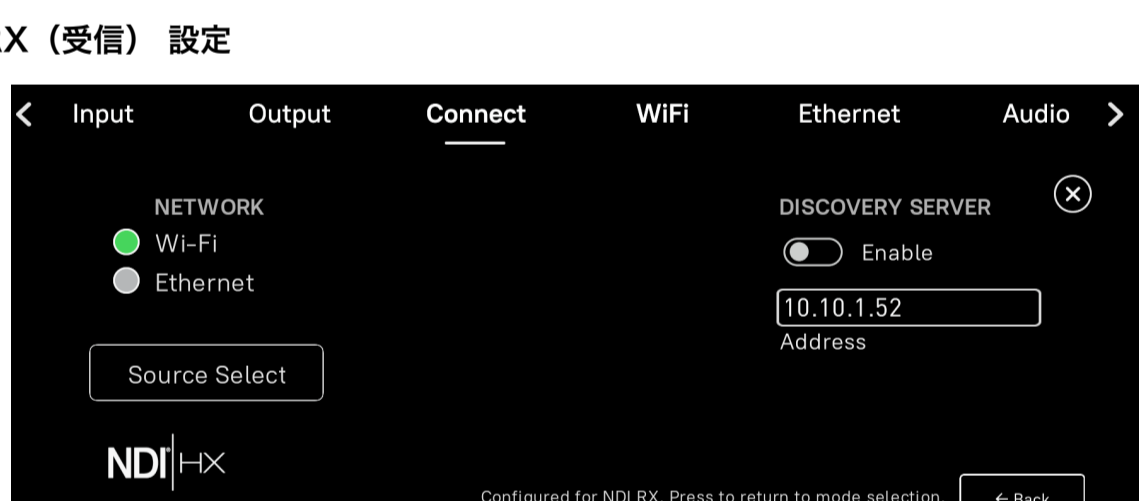 X（受信） 設定
Input Output Connect WiFi Ethernet Audio
NETWORK
Wi-Fi
Ethernet
Source Select
DISCOVERY SERVER
Enable
10.10.1.52
Address
NDI HX
Configured for NDI RX. Press to return to mode selection.
← Back